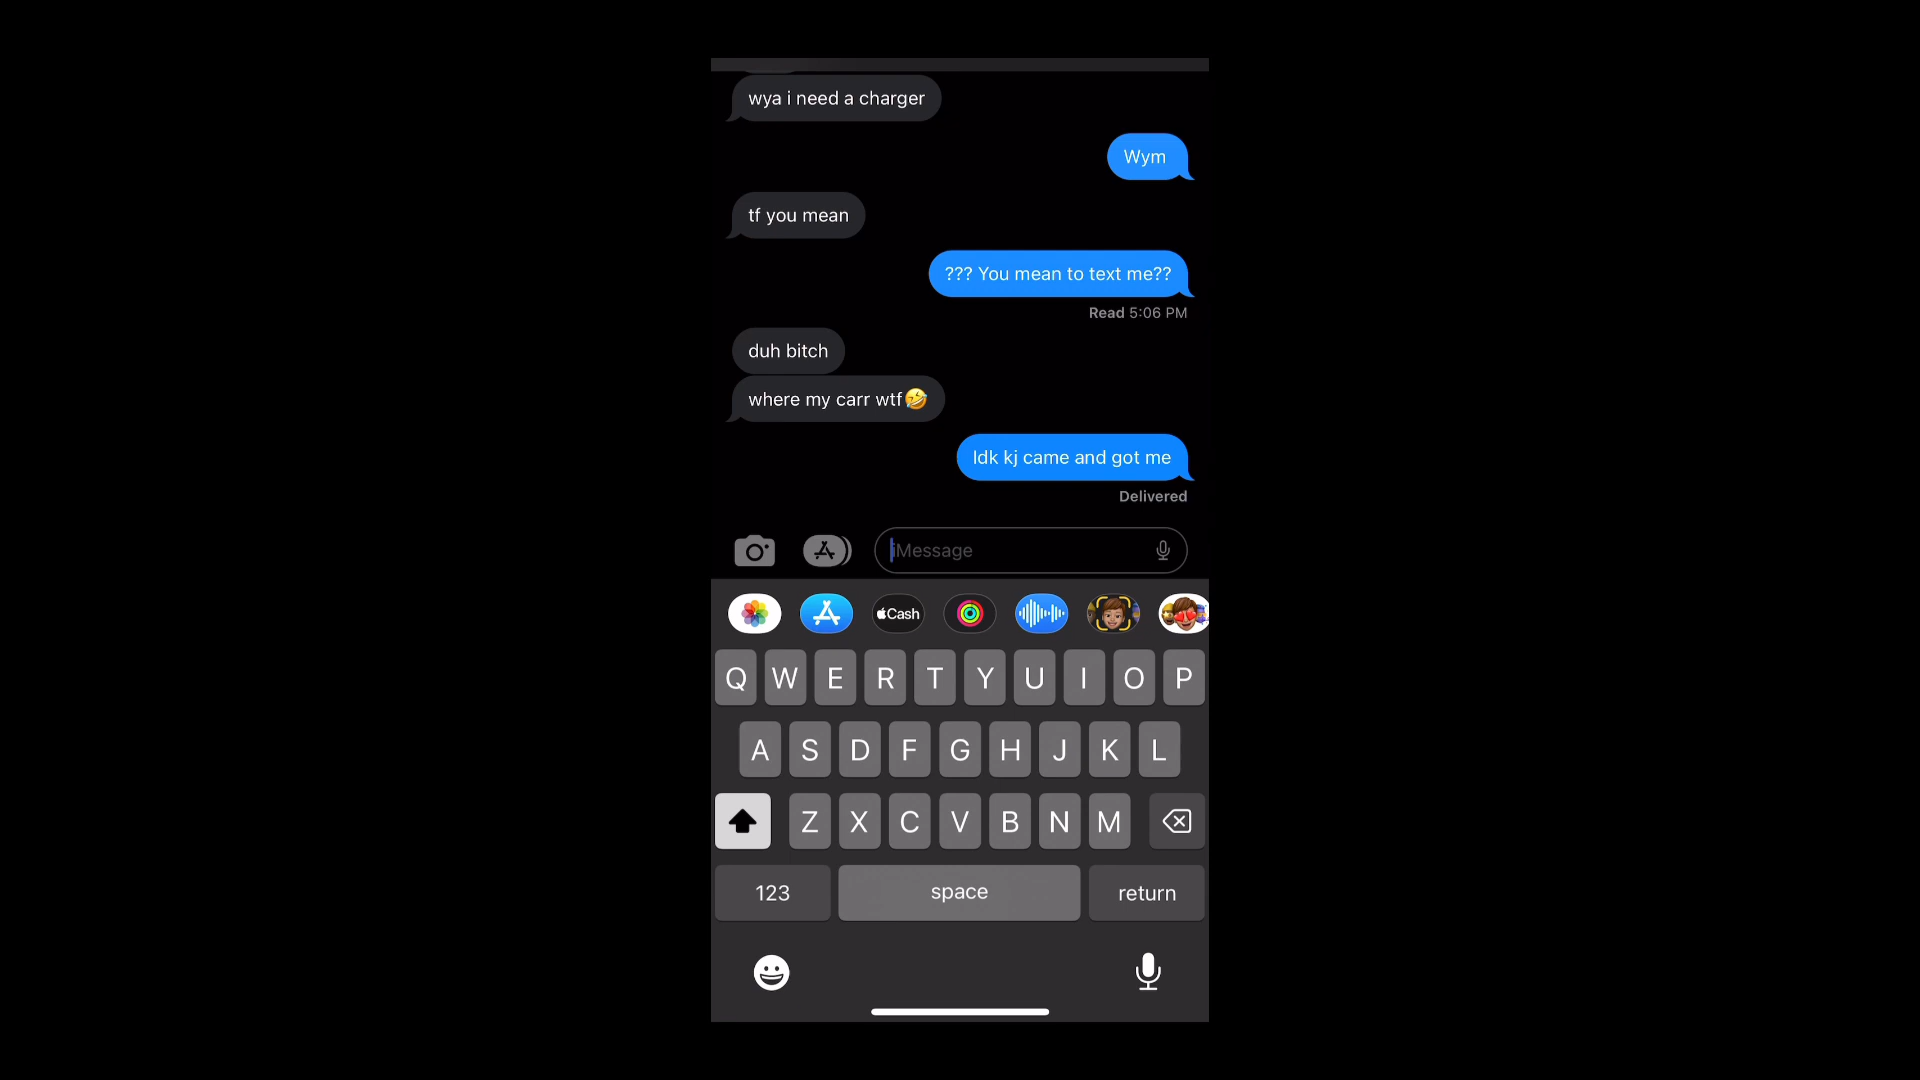 wya i need a charger
Wym
tf you mean
??? You mean to text me??
Read 5:06 PM
duh bitch
where my carr wtf🤣
Idk kj came and got me
Delivered
iMessage
Cash
Q W E R T Y U I O P
A S D F G H J K L
Z X C V B N M
123 space return